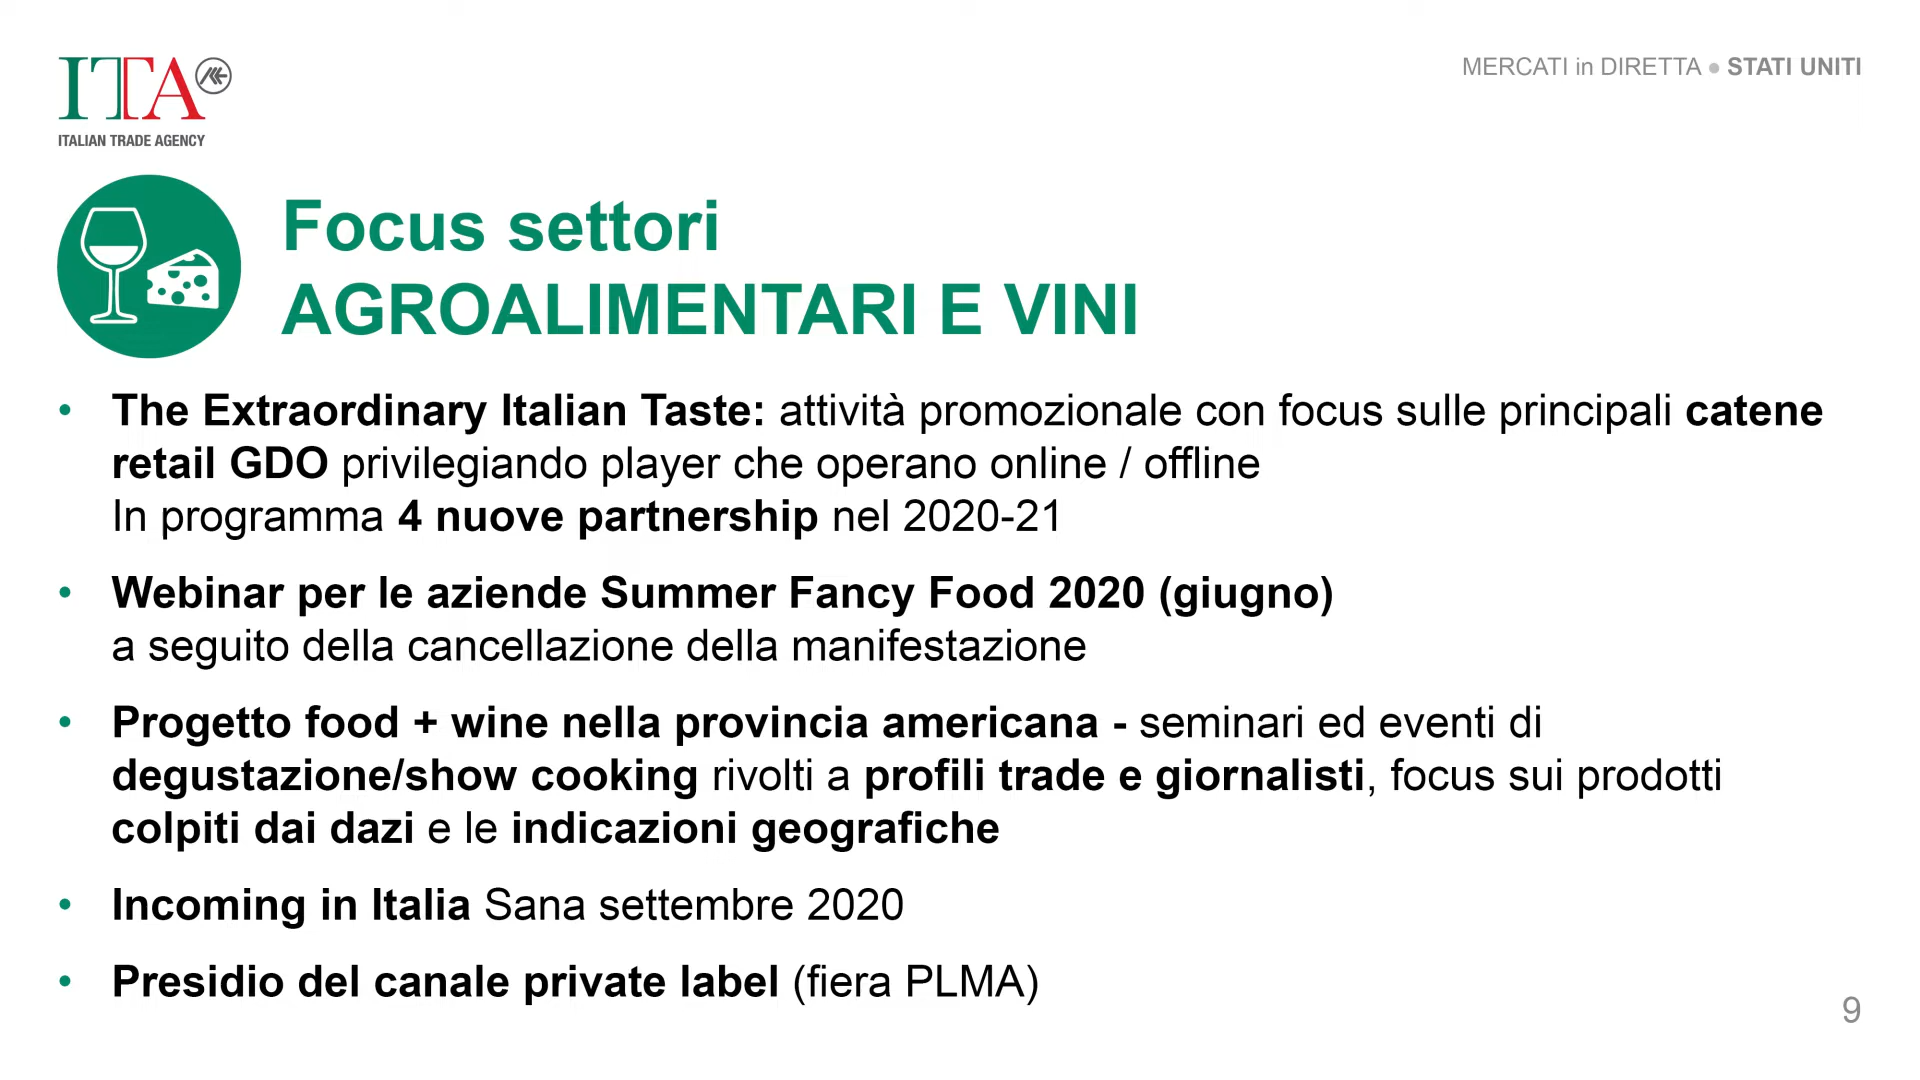 ITA
ITALIAN TRADE AGENCY
MERCATI in DIRETTA ● STATI UNITI
Focus settori
AGROALIMENTARI E VINI
• The Extraordinary Italian Taste: attività promozionale con focus sulle principali catene
retail GDO privilegiando player che operano online / offline
In programma 4 nuove partnership nel 2020-21
• Webinar per le aziende Summer Fancy Food 2020 (giugno)
a seguito della cancellazione della manifestazione
• Progetto food + wine nella provincia americana - seminari ed eventi di
degustazione/show cooking rivolti a profili trade e giornalisti, focus sui prodotti
colpiti dai dazi e le indicazioni geografiche
• Incoming in Italia Sana settembre 2020
• Presidio del canale private label (fiera PLMA)
9